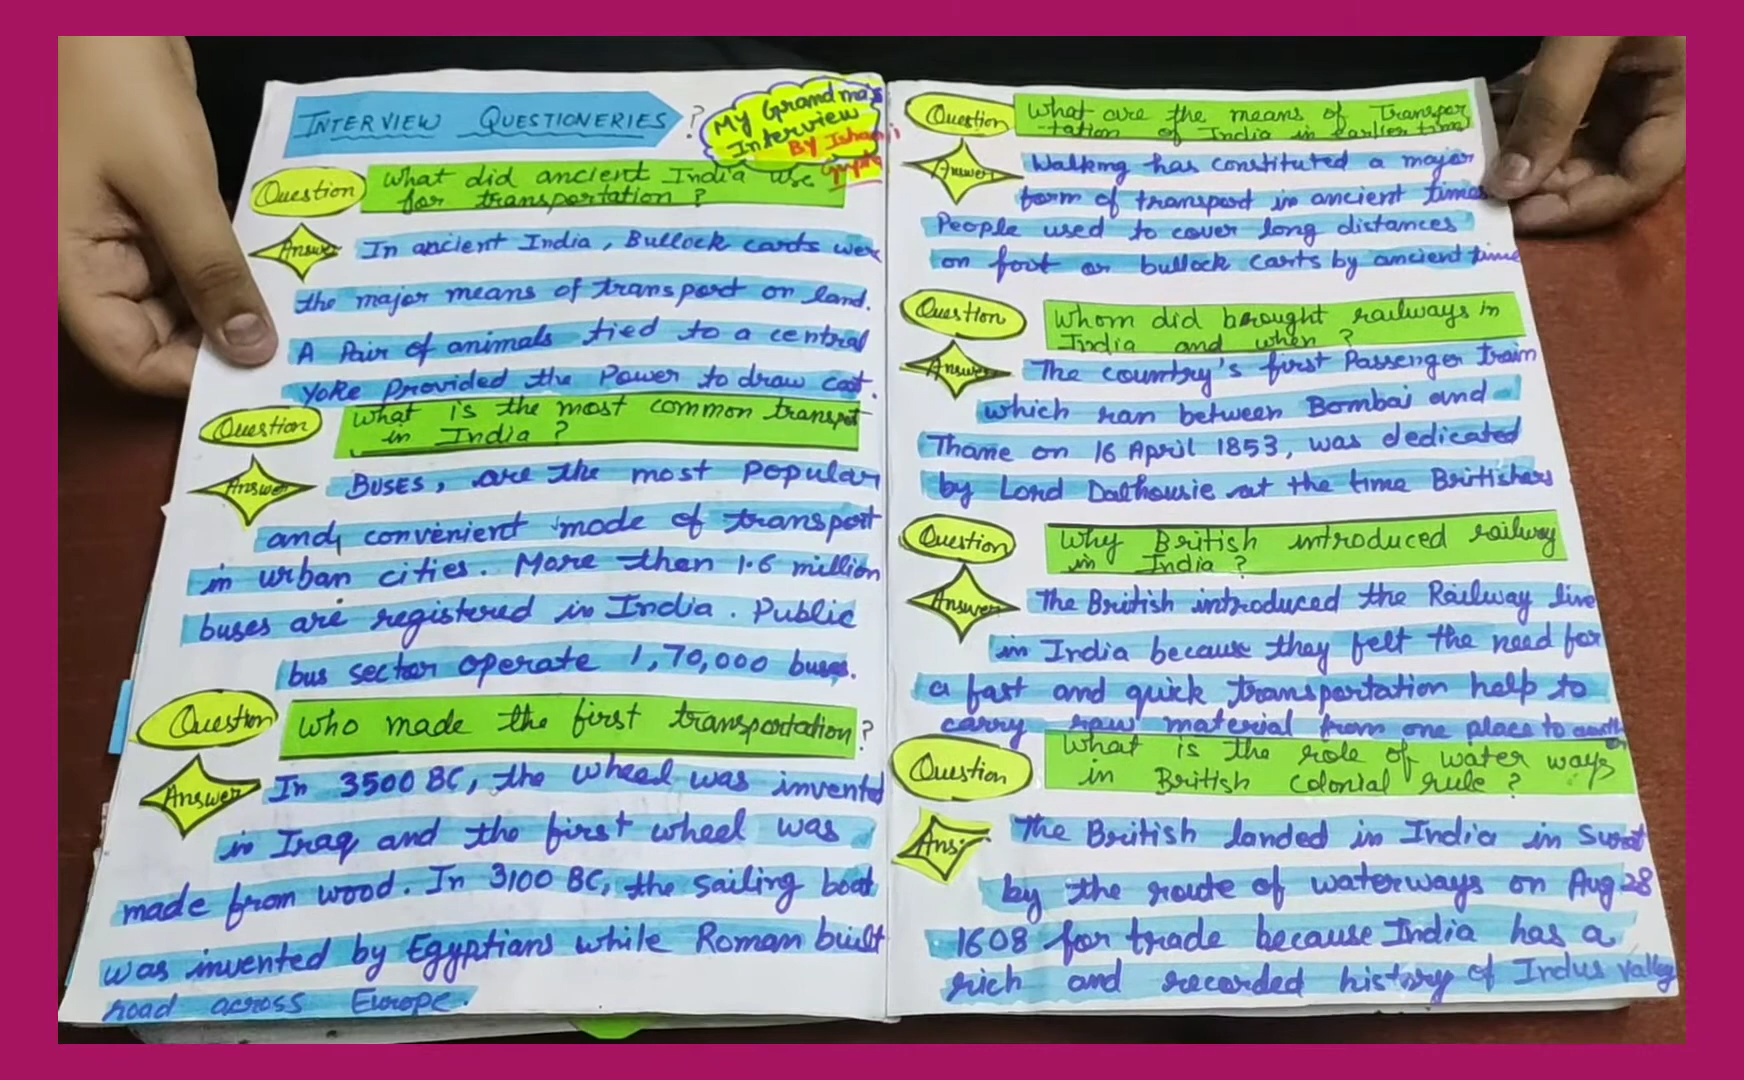 INTERVIEW QUESTIONERIES ?
My Grandma's
Interview
BY Ishani
Gupta
Question
What did ancient India use
for transportation ?
Answer
In ancient India, Bullock carts were
the major means of transport on land.
A Pair of animals tied to a central
Yoke Provided the Power to draw cart.
Question
What is the most common transport
in India ?
Answer
BUSES, are the most Popular
and, convenient mode of transport
in urban cities. More than 1.6 million
buses are registered in India. Public
bus sector operate 1,70,000 buses.
Question
Who made the first transportation?
Answer
In 3500 BC, the wheel was invented
in Iraq and the first wheel was
made from wood. In 3100 BC, the sailing boat
was invented by Egyptians while Roman built
road across Europe.
Question
What are the means of Transpor
-tation of India in earlier time
Answer
Walking has constituted a major
form of transport in ancient times
People used to cover long distances
on foot or bullock carts by ancient time
Question
Whom did brought railways in
India and when ?
Answer
The country's first Passenger train
which ran between Bombai and
Thane on 16 April 1853, was dedicated
by Lord Dalhousie at the time Britishers
Question
Why British introduced railway
in India ?
Answer
The British introduced the Railway line
in India because they felt the need for
a fast and quick transportation help to
carry raw material from one place to another
Question
What is the role of water ways
in British Colonial rule ?
Ans;
The British landed in India in Surat
by the route of waterways on Aug 28
1608 for trade because India has a
rich and recorded history of Indus valley